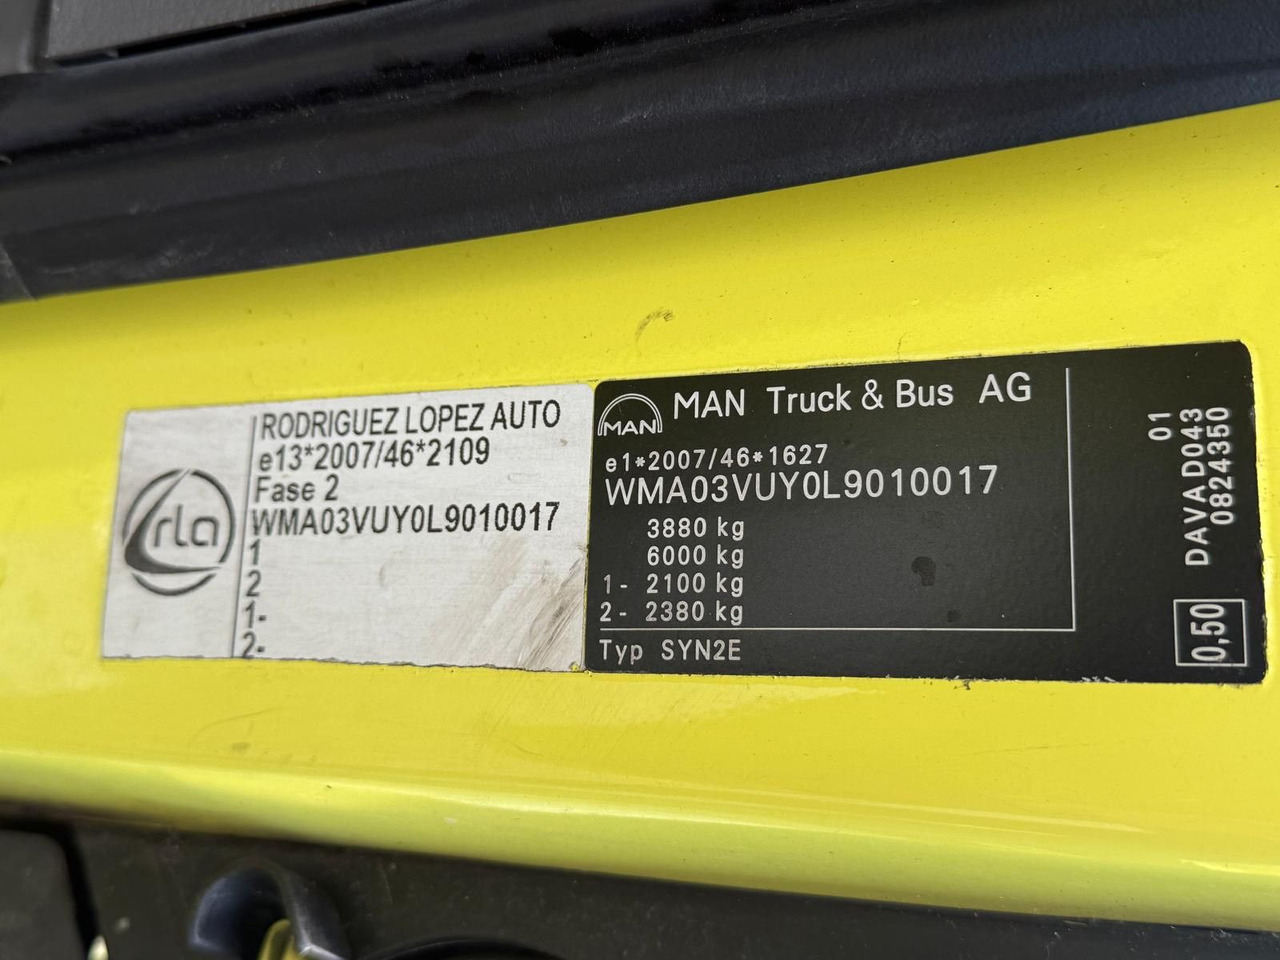 rla
RODRIGUEZ LOPEZ AUTO
e13*2007/46*2109
Fase 2
WMA03VUY0L9010017
1
2
1-
2-
MAN
MAN Truck & Bus AG
e1*2007/46*1627
WMA03VUY0L9010017
3880 kg
6000 kg
1- 2100 kg
2- 2380 kg
Typ SYN2E
01
DAVAD043
0824350
0,50